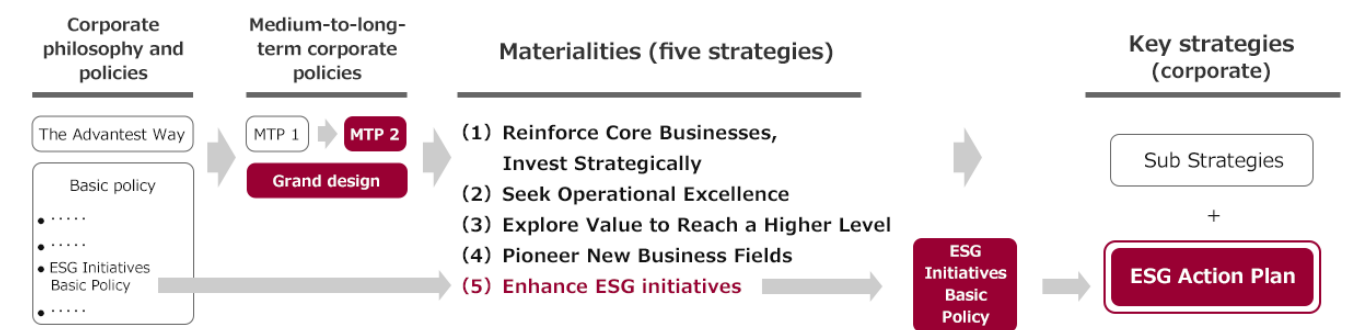 Corporate
philosophy and
policies
The Advantest Way
Basic policy
● ・・・・・
● ・・・・・
● ESG Initiatives
Basic Policy
● ・・・・・
Medium-to-long-
term corporate
policies
MTP 1
MTP 2
Grand design
Materialities (five strategies)
(1) Reinforce Core Businesses,
Invest Strategically
(2) Seek Operational Excellence
(3) Explore Value to Reach a Higher Level
(4) Pioneer New Business Fields
(5) Enhance ESG initiatives
ESG
Initiatives
Basic
Policy
Key strategies
(corporate)
Sub Strategies
+
ESG Action Plan